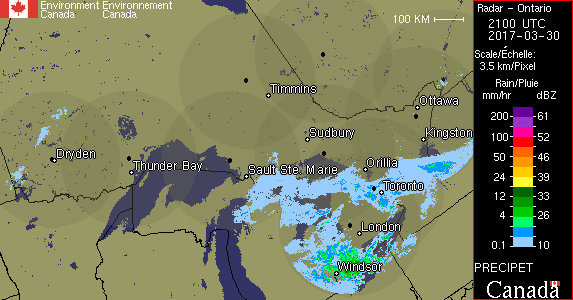 Environment Environnement
Canada Canada
100 KM
Timmins
Ottawa
Sudbury
Kingston
Dryden
Thunder Bay
Sault Ste. Marie
Orillia
Toronto
London
Windsor
Radar - Ontario
2100 UTC
2017-03-30
Scale/Échelle:
3.5 km/Pixel
Rain/Pluie
mm/hr dBZ
200 61
100 52
50 46
24 39
12 33
4 26
0.1 10
PRECIPET
Canada